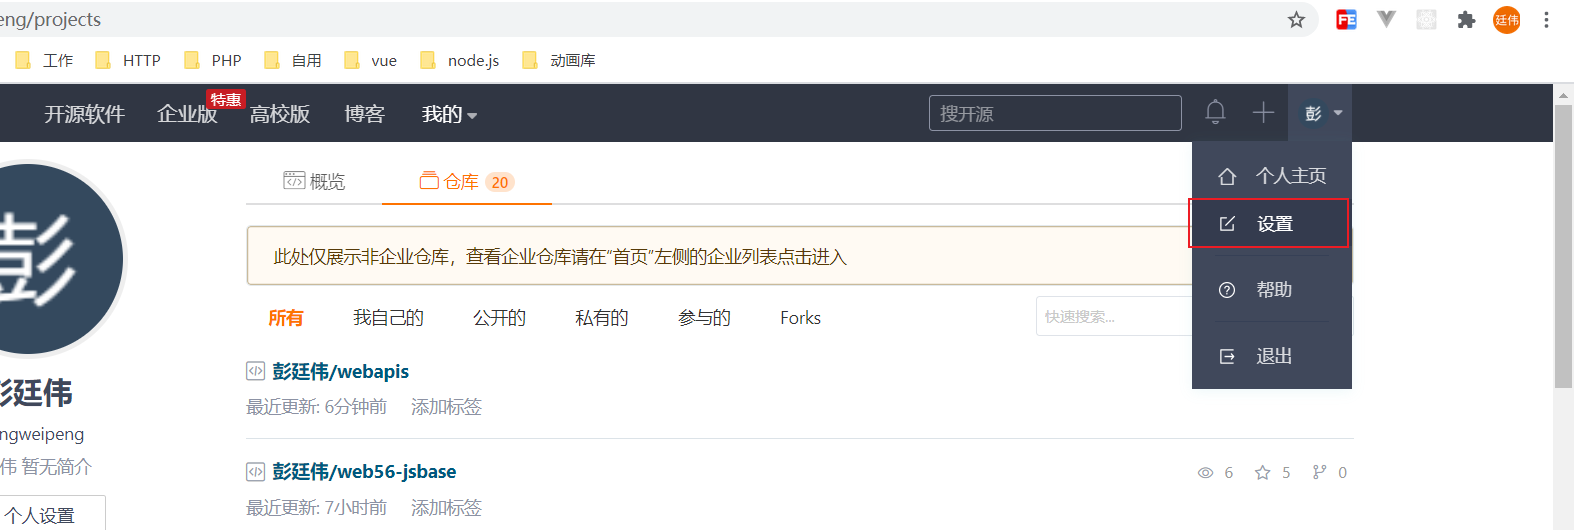 eng/projects
FE 廷伟
工作 HTTP PHP 自用 vue node.js 动画库
开源软件 企业版 特惠 高校版 博客 我的 搜开源 彭
个人主页
设置
帮助
退出
概览 仓库 20
此处仅展示非企业仓库，查看企业仓库请在“首页”左侧的企业列表点击进入
所有 我自己的 公开的 私有的 参与的 Forks 快速搜索...
彭廷伟/webapis
最近更新: 6分钟前 添加标签
彭廷伟/web56-jsbase 6 5 0
最近更新: 7小时前 添加标签
彭
彭廷伟
ngweipeng
伟 暂无简介
个人设置